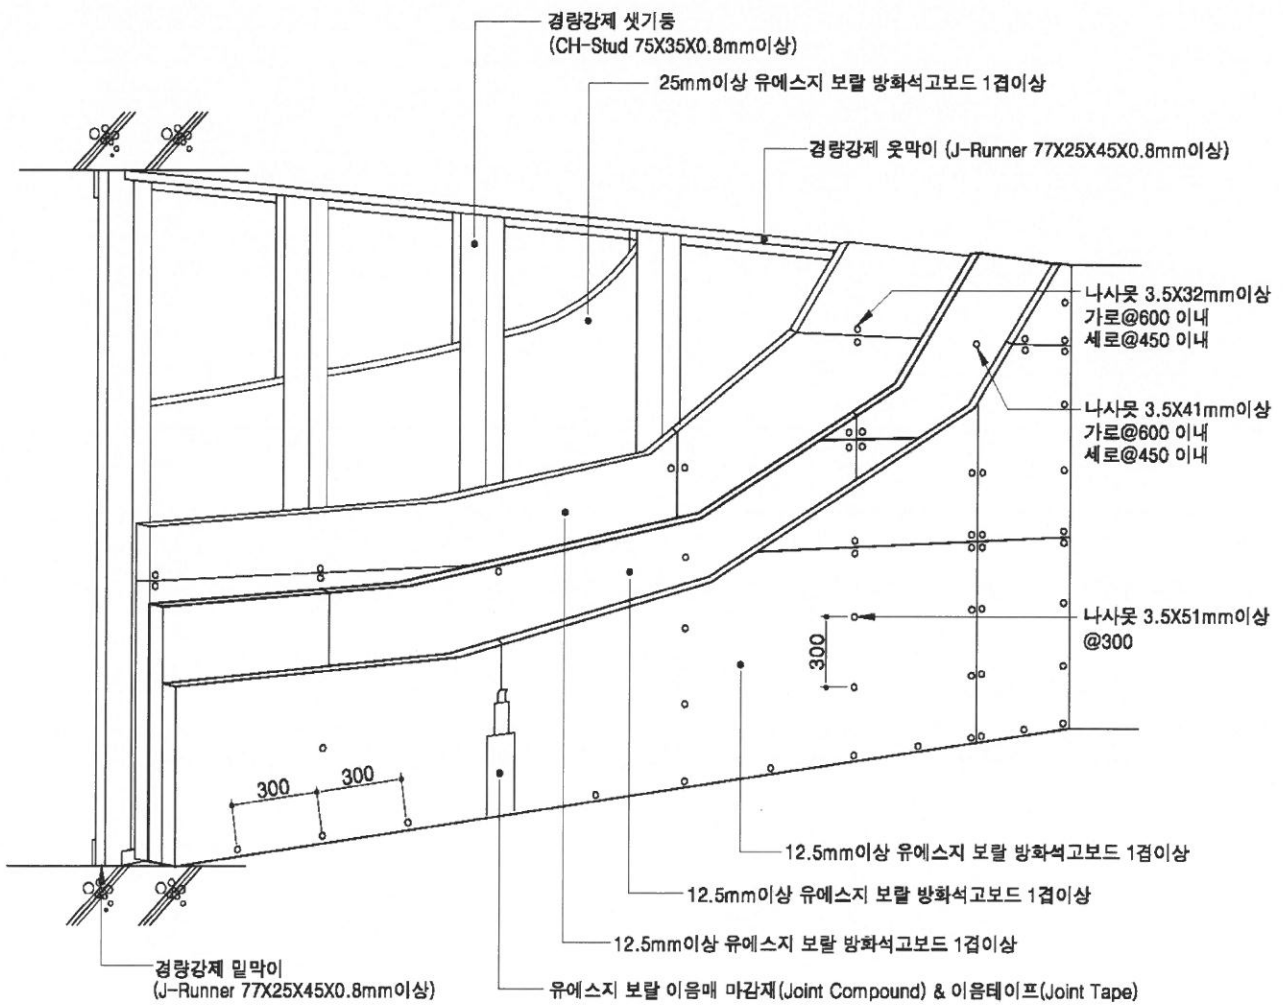 경량강제 샛기둥
(CH-Stud 75X35X0.8mm이상)
25mm이상 유에스지 보랄 방화석고보드 1겹이상
경량강제 웃막이 (J-Runner 77X25X45X0.8mm이상)
나사못 3.5X32mm이상
가로@600 이내
세로@450 이내
나사못 3.5X41mm이상
가로@600 이내
세로@450 이내
나사못 3.5X51mm이상
@300
300
300
300
12.5mm이상 유에스지 보랄 방화석고보드 1겹이상
12.5mm이상 유에스지 보랄 방화석고보드 1겹이상
12.5mm이상 유에스지 보랄 방화석고보드 1겹이상
경량강제 밑막이
(J-Runner 77X25X45X0.8mm이상)
유에스지 보랄 이음매 마감재(Joint Compound) & 이음테이프(Joint Tape)